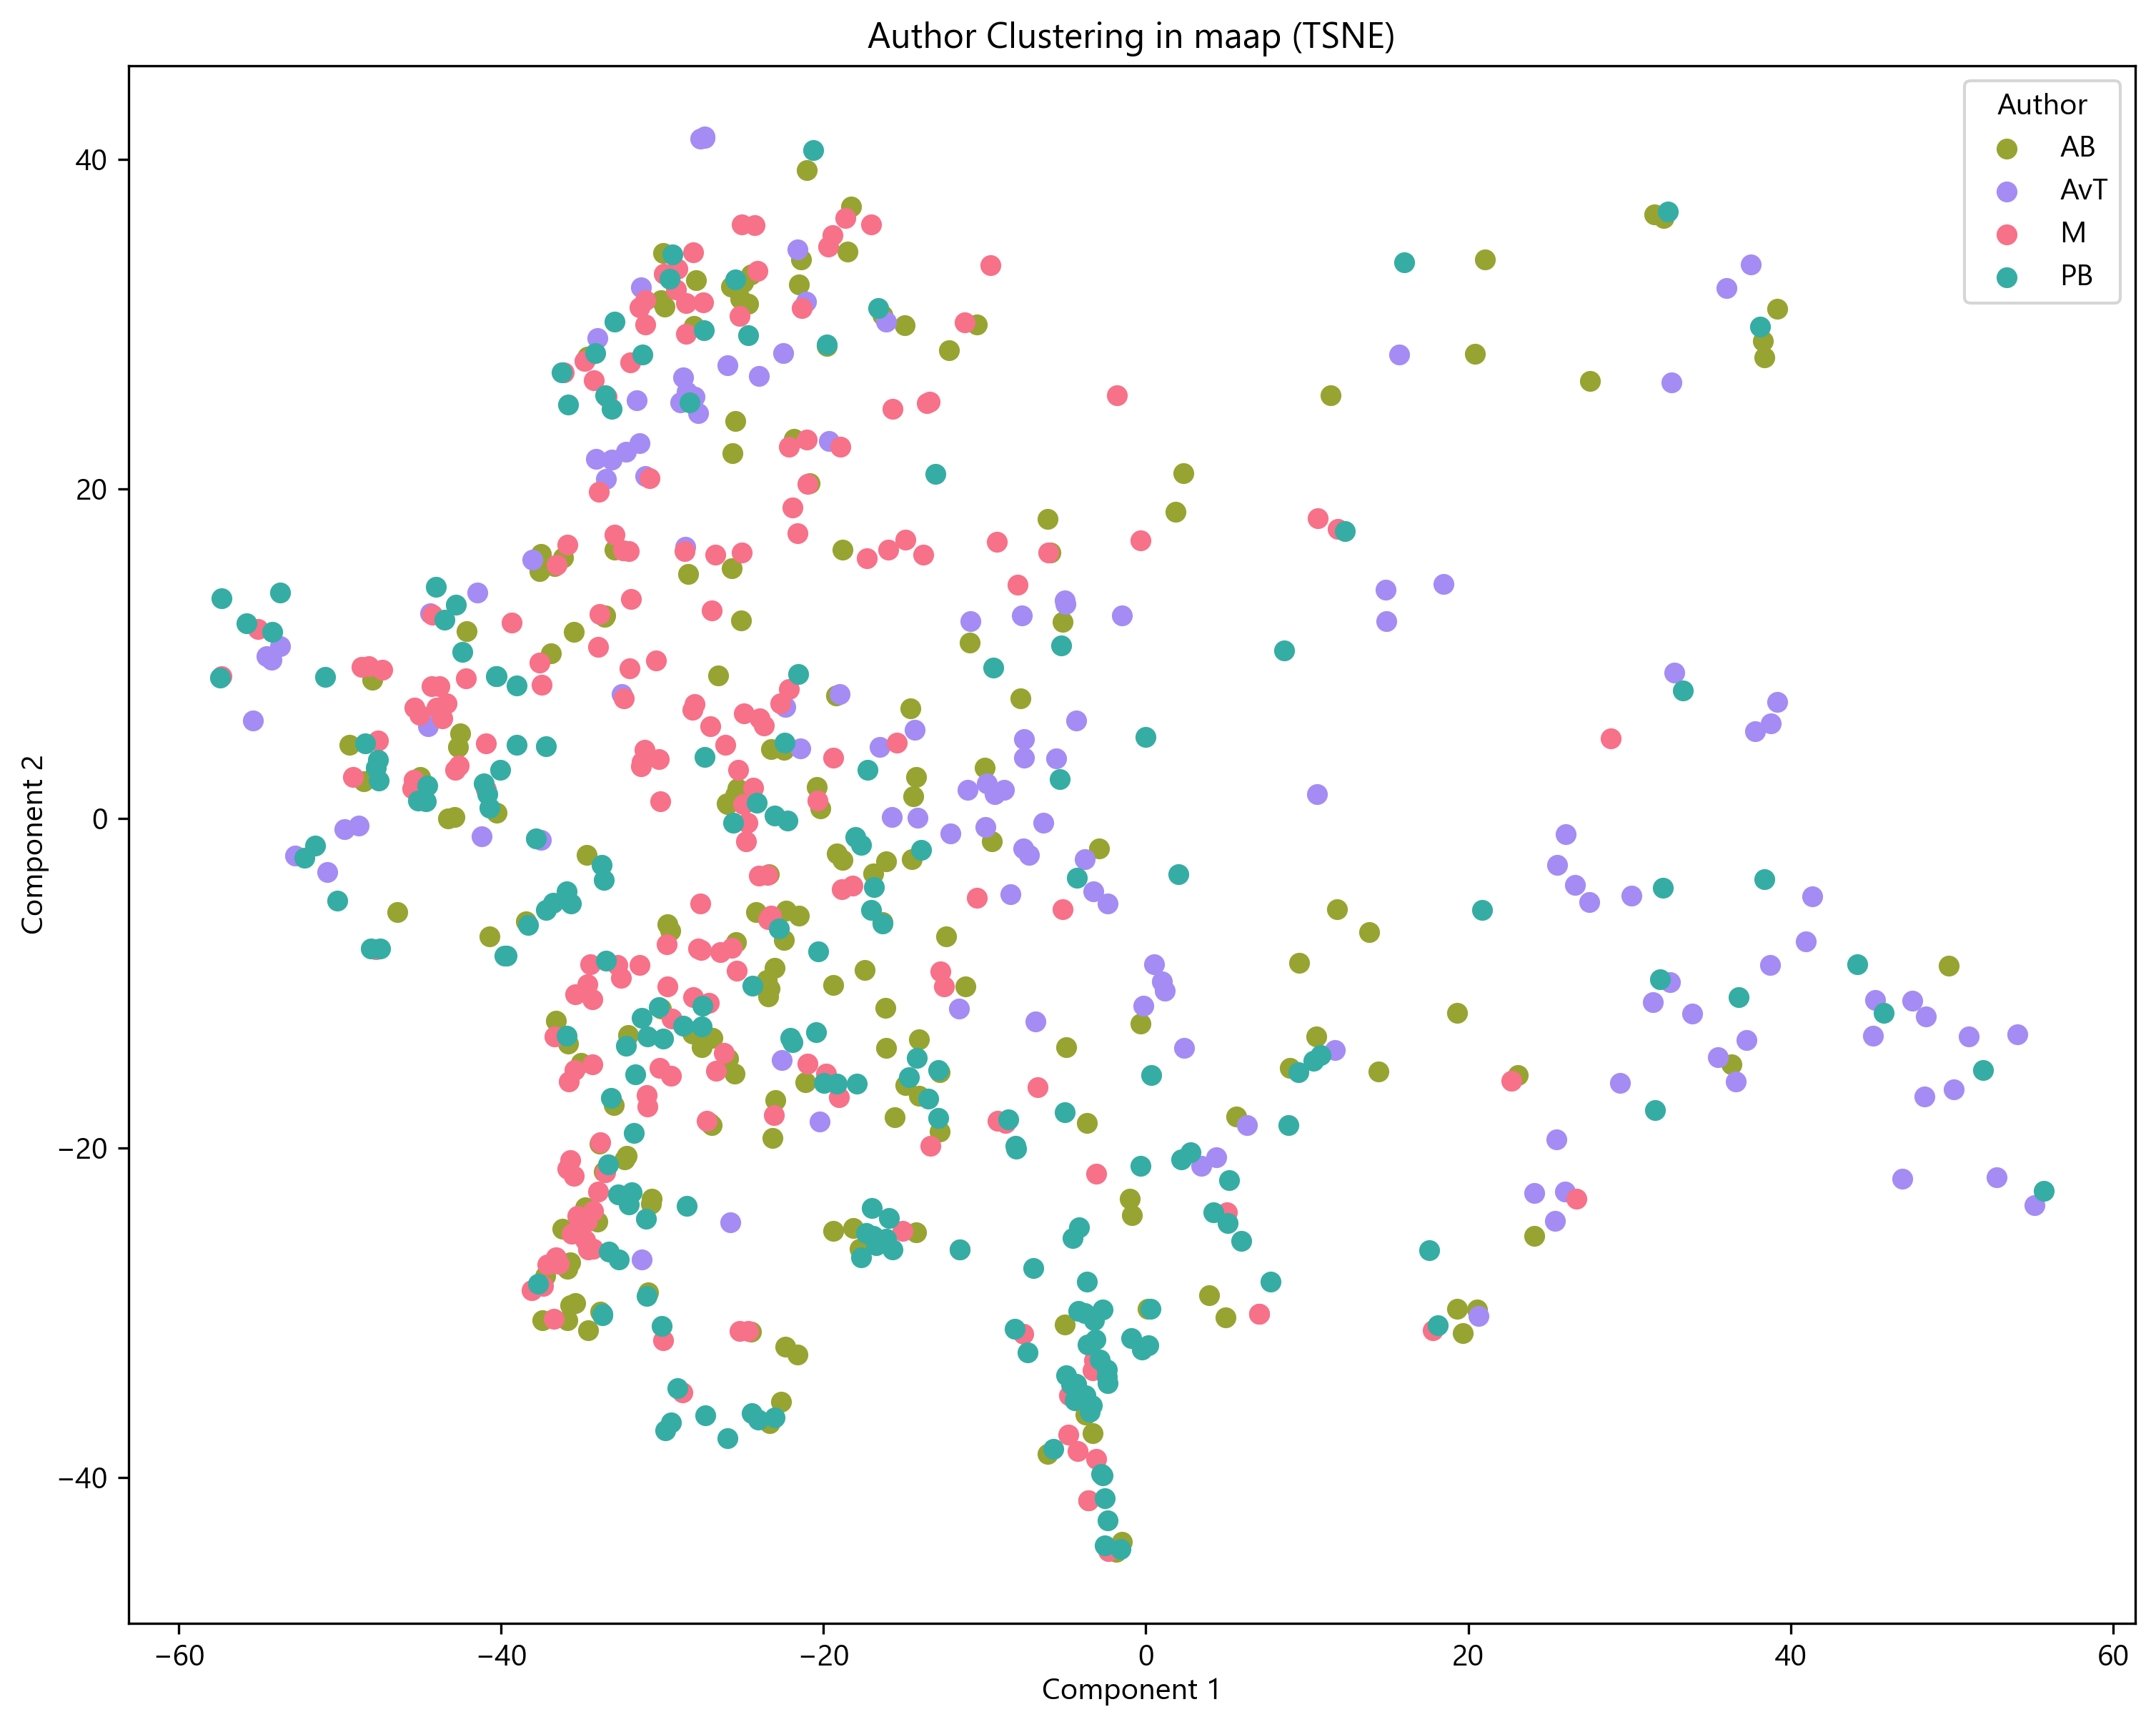 Author Clustering in maap (TSNE)
Author
AB
AvT
M
PB
Component 2
40
20
0
−20
−40
−60
−40
−20
0
20
40
60
Component 1